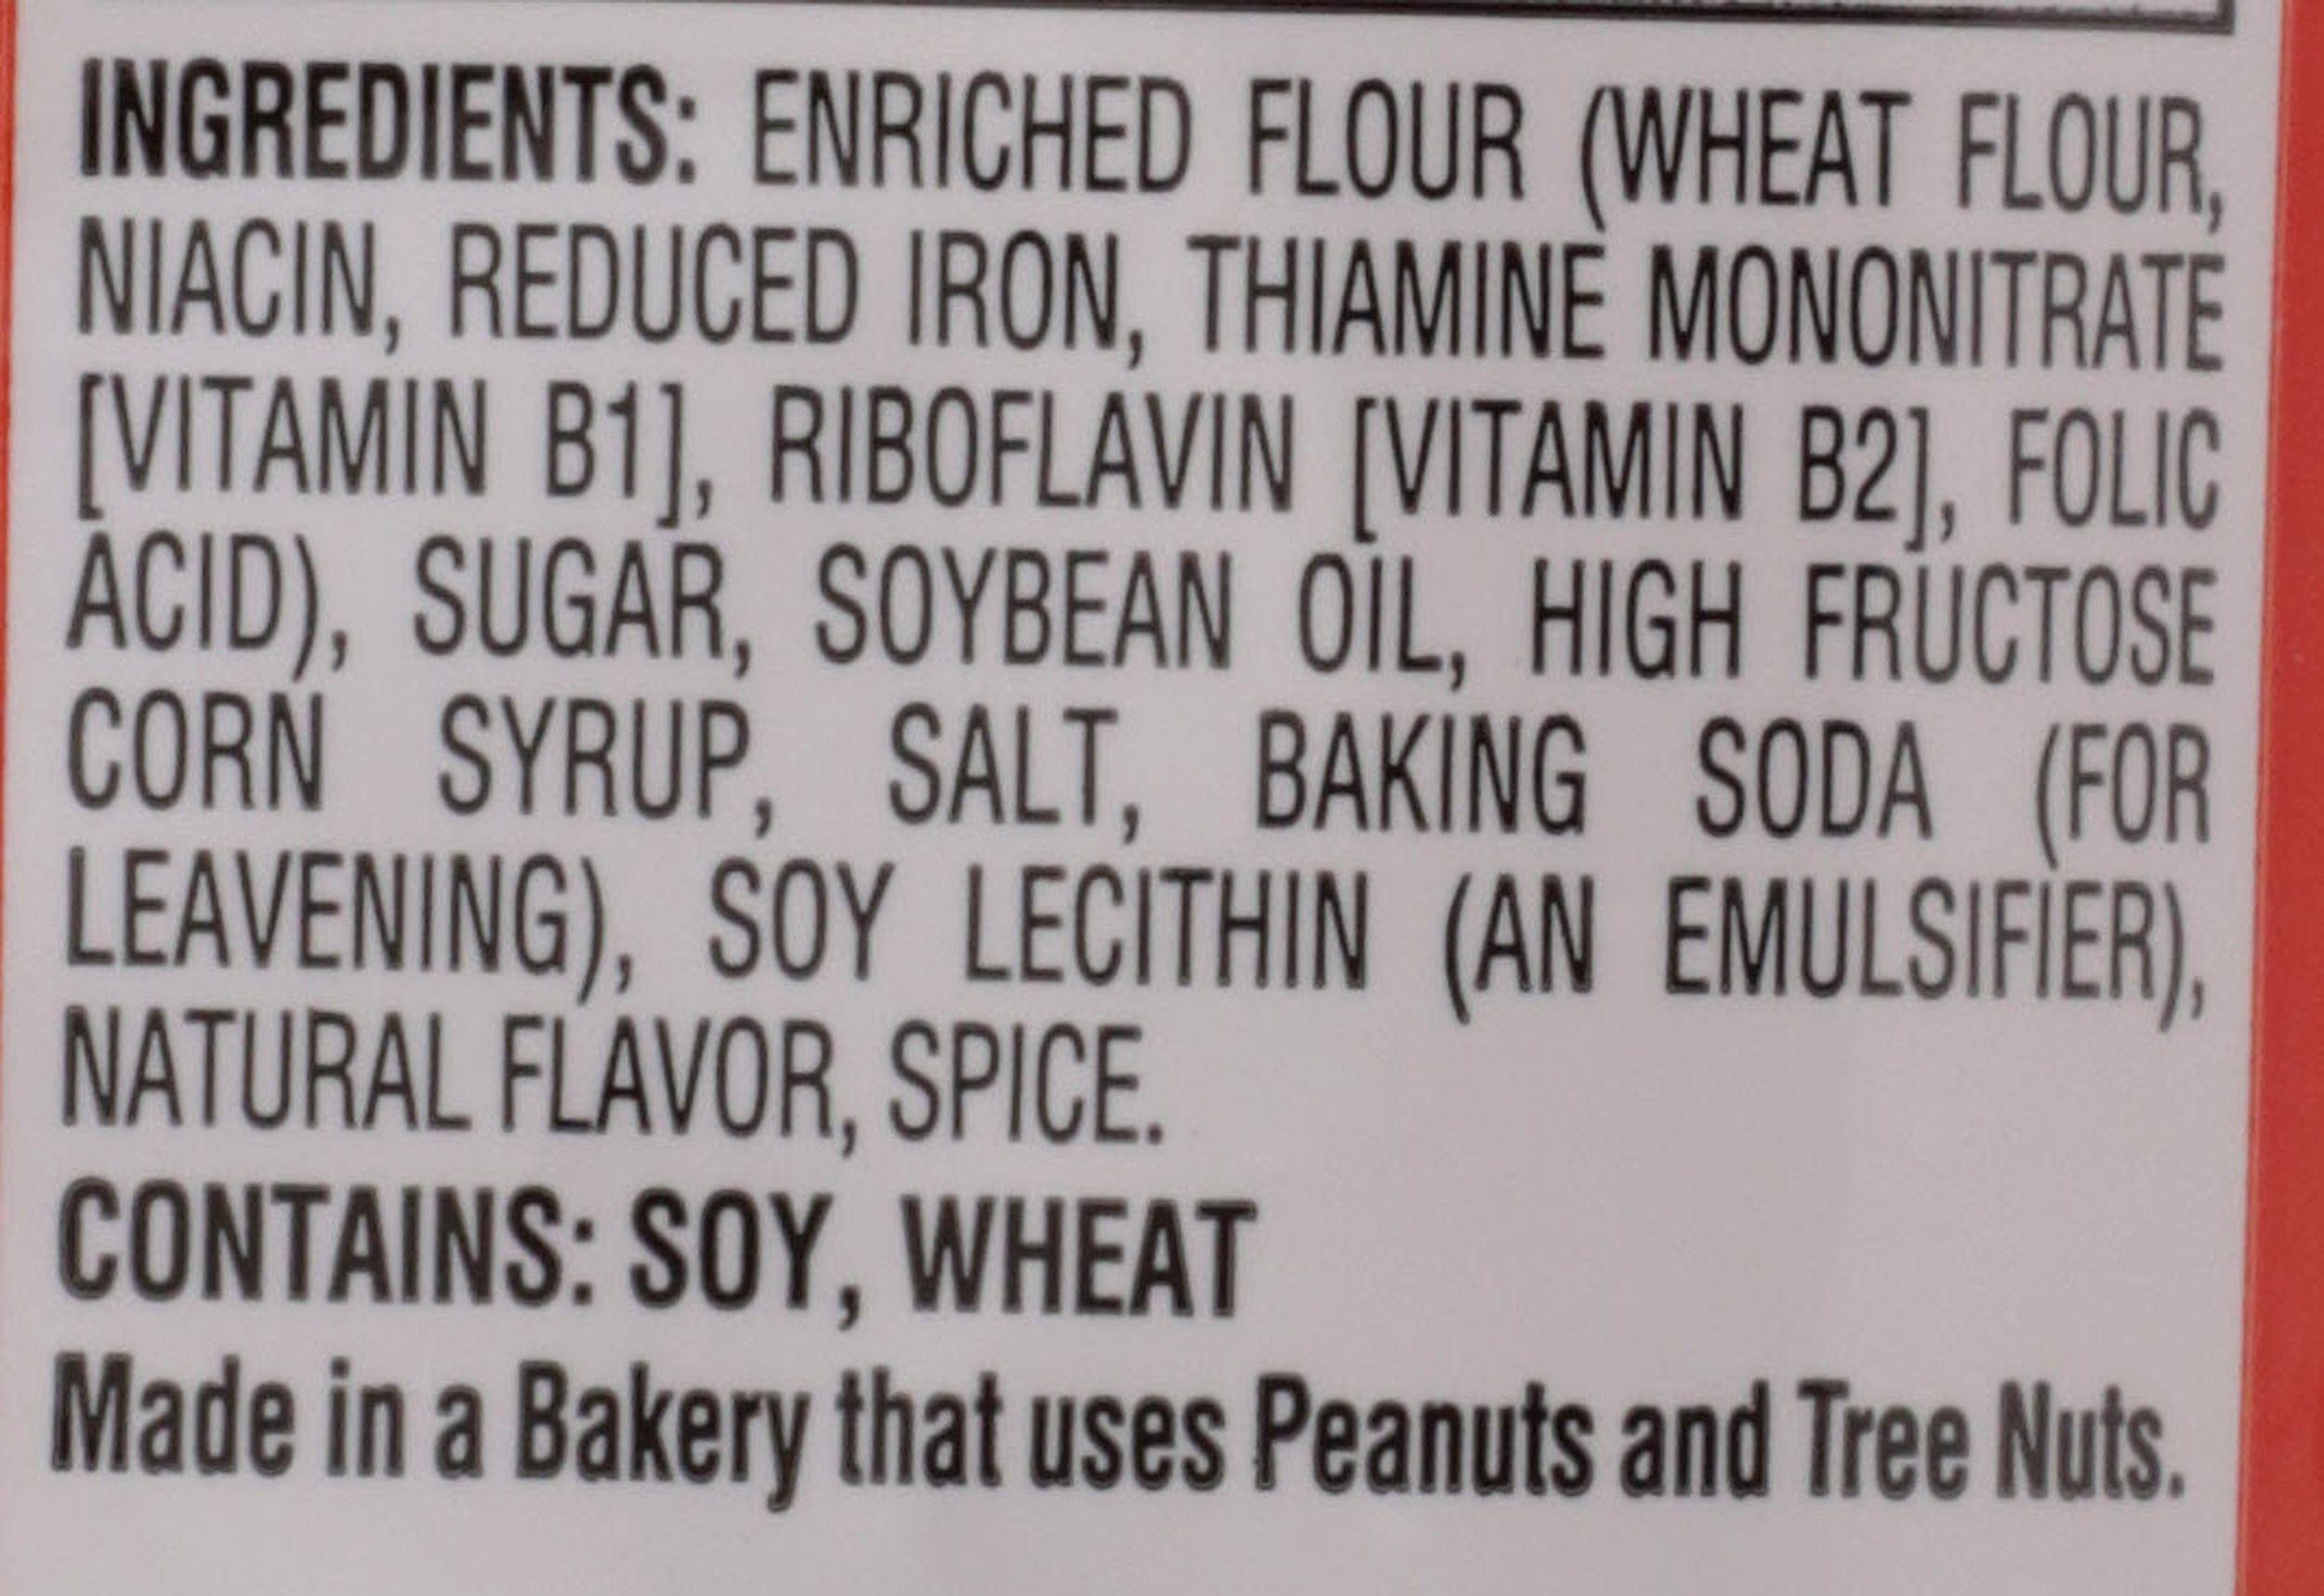 INGREDIENTS: ENRICHED FLOUR (WHEAT FLOUR,
NIACIN, REDUCED IRON, THIAMINE MONONITRATE
[VITAMIN B1], RIBOFLAVIN [VITAMIN B2], FOLIC
ACID), SUGAR, SOYBEAN OIL, HIGH FRUCTOSE
CORN SYRUP, SALT, BAKING SODA (FOR
LEAVENING), SOY LECITHIN (AN EMULSIFIER),
NATURAL FLAVOR, SPICE.
CONTAINS: SOY, WHEAT
Made in a Bakery that uses Peanuts and Tree Nuts.